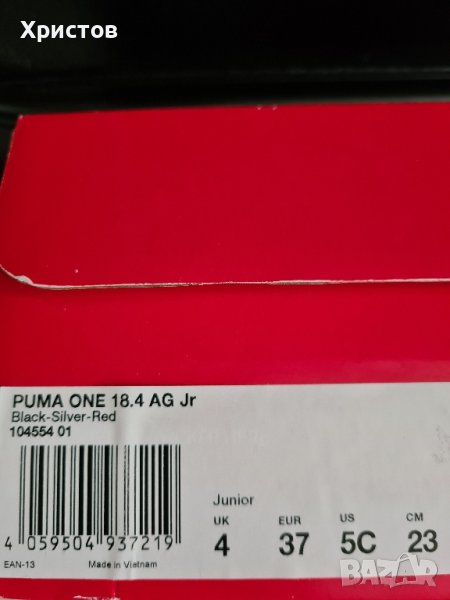 Христов
PUMA ONE 18.4 AG Jr
Black-Silver-Red
104554 01
4 059504 937219
EAN-13 Made in Vietnam
Junior
UK EUR US CM
4 37 5C 23
BAZAR